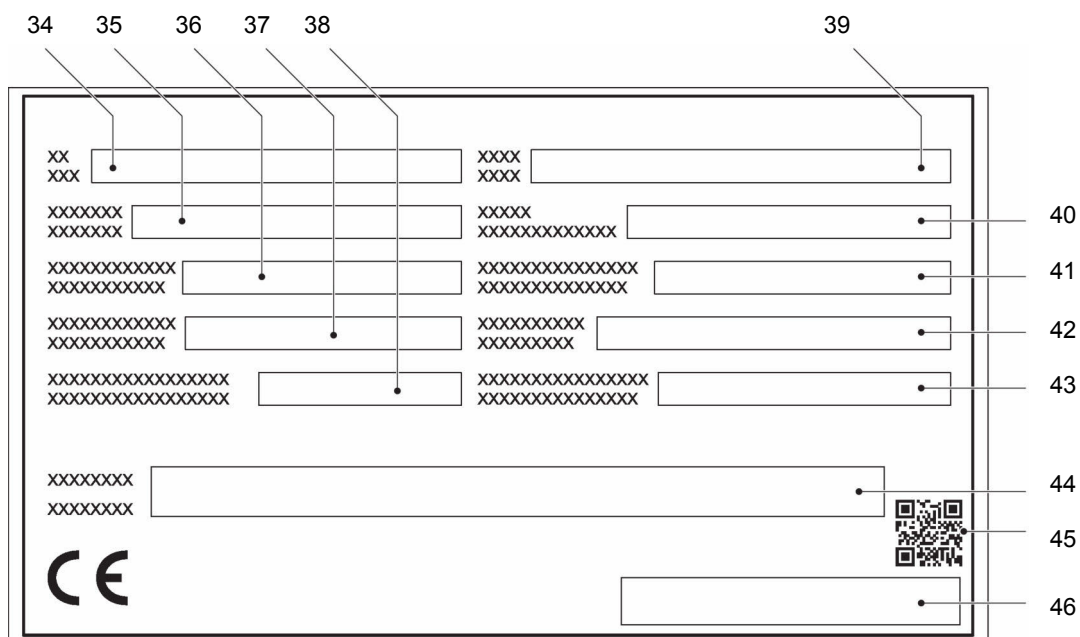 34 35 36 37 38 39
XX XXXX
XXX XXXX
XXXXXXX XXXXX
XXXXXXX XXXXXXXXXXXXX 40
XXXXXXXXXXXX XXXXXXXXXXXXXXX
XXXXXXXXXXX XXXXXXXXXXXXXX 41
XXXXXXXXXXXX XXXXXXXXXX
XXXXXXXXXXX XXXXXXXXX 42
XXXXXXXXXXXXXXXXX XXXXXXXXXXXXXXXX
XXXXXXXXXXXXXXXXX XXXXXXXXXXXXXXX 43
XXXXXXXX 44
XXXXXXXX
45
CE
46